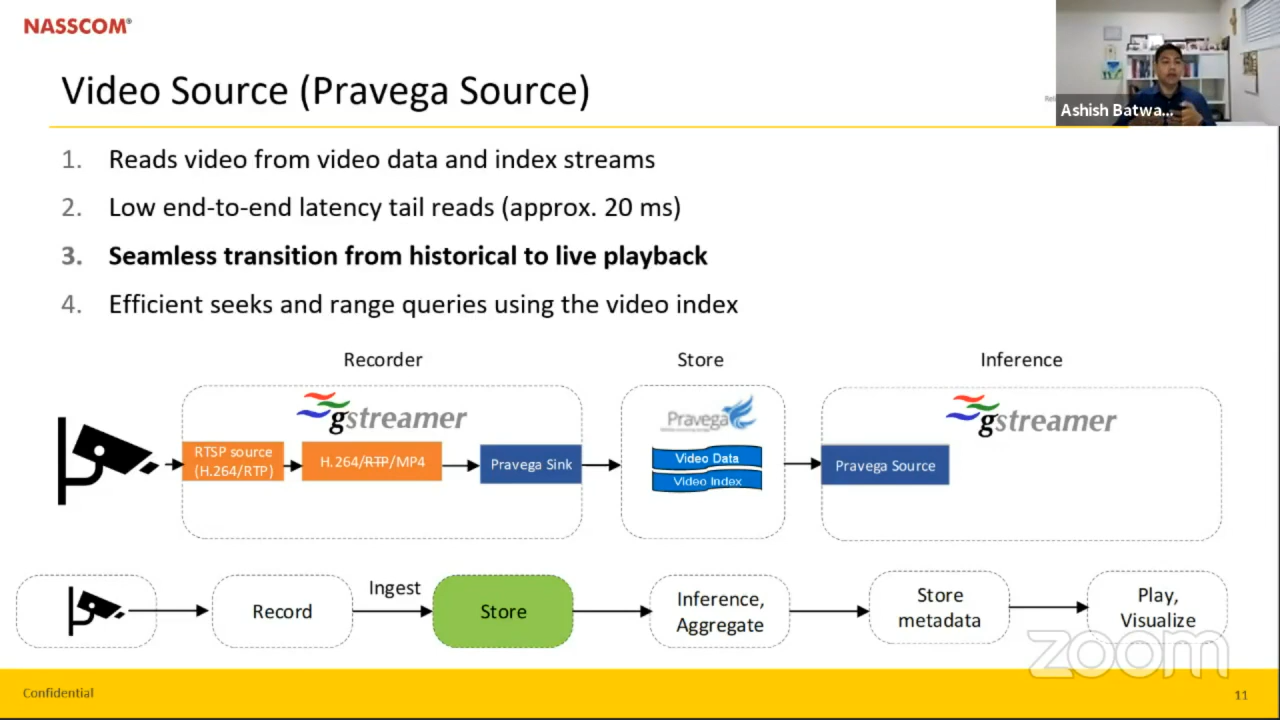 NASSCOM®
Ashish Batwa...
Video Source (Pravega Source)
1. Reads video from video data and index streams
2. Low end-to-end latency tail reads (approx. 20 ms)
3. Seamless transition from historical to live playback
4. Efficient seeks and range queries using the video index
Recorder
Store
Inference
gstreamer
Pravega
gstreamer
RTSP source
(H.264/RTP)
H.264/RTP/MP4
Pravega Sink
Video Data
Video Index
Pravega Source
Record
Ingest
Store
Inference,
Aggregate
Store
metadata
Play,
Visualize
zoom
Confidential
11